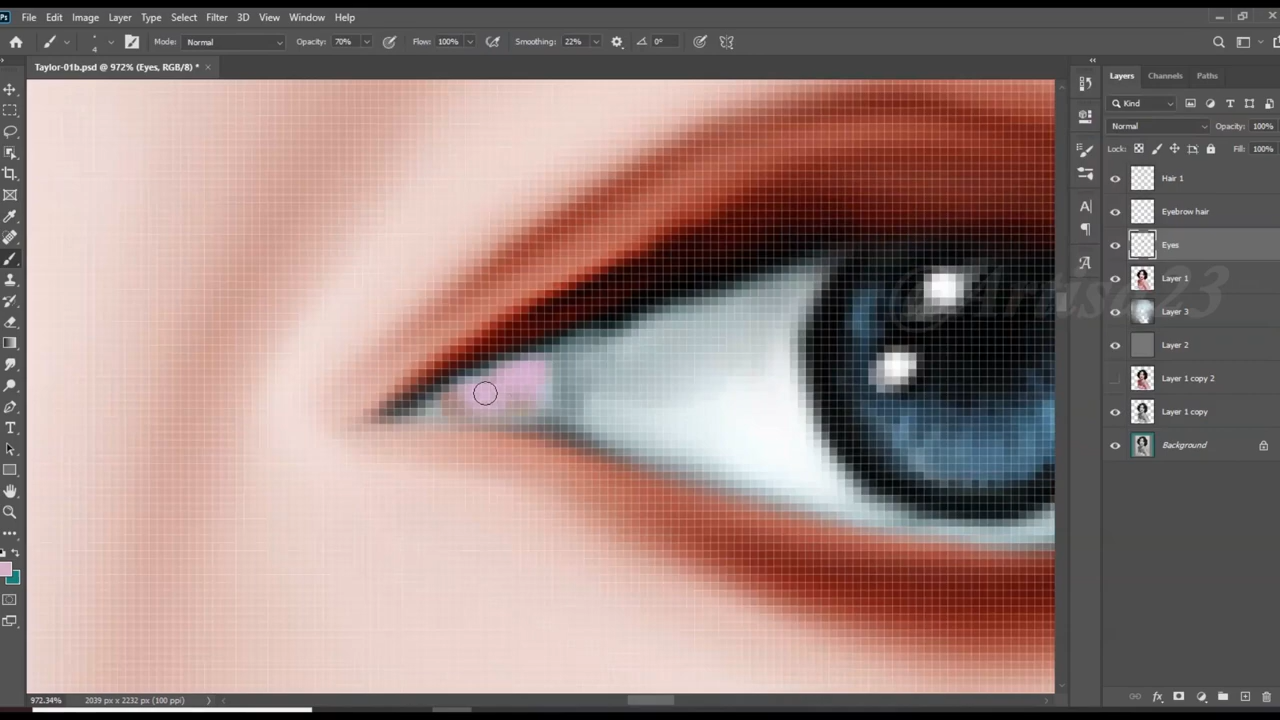 Ps File Edit Image Layer Type Select Filter 3D View Window Help
4 Mode: Normal Opacity: 70% Flow: 100% Smoothing: 22% 0°
Taylor-01b.psd @ 972% (Eyes, RGB/8) * ×
Layers Channels Paths
Kind
Normal Opacity: 100%
Lock: Fill: 100%
Hair 1
Eyebrow hair
Eyes
Layer 1
Layer 3
Layer 2
Layer 1 copy 2
Layer 1 copy
Background
972.34% 2039 px x 2232 px (100 ppi)